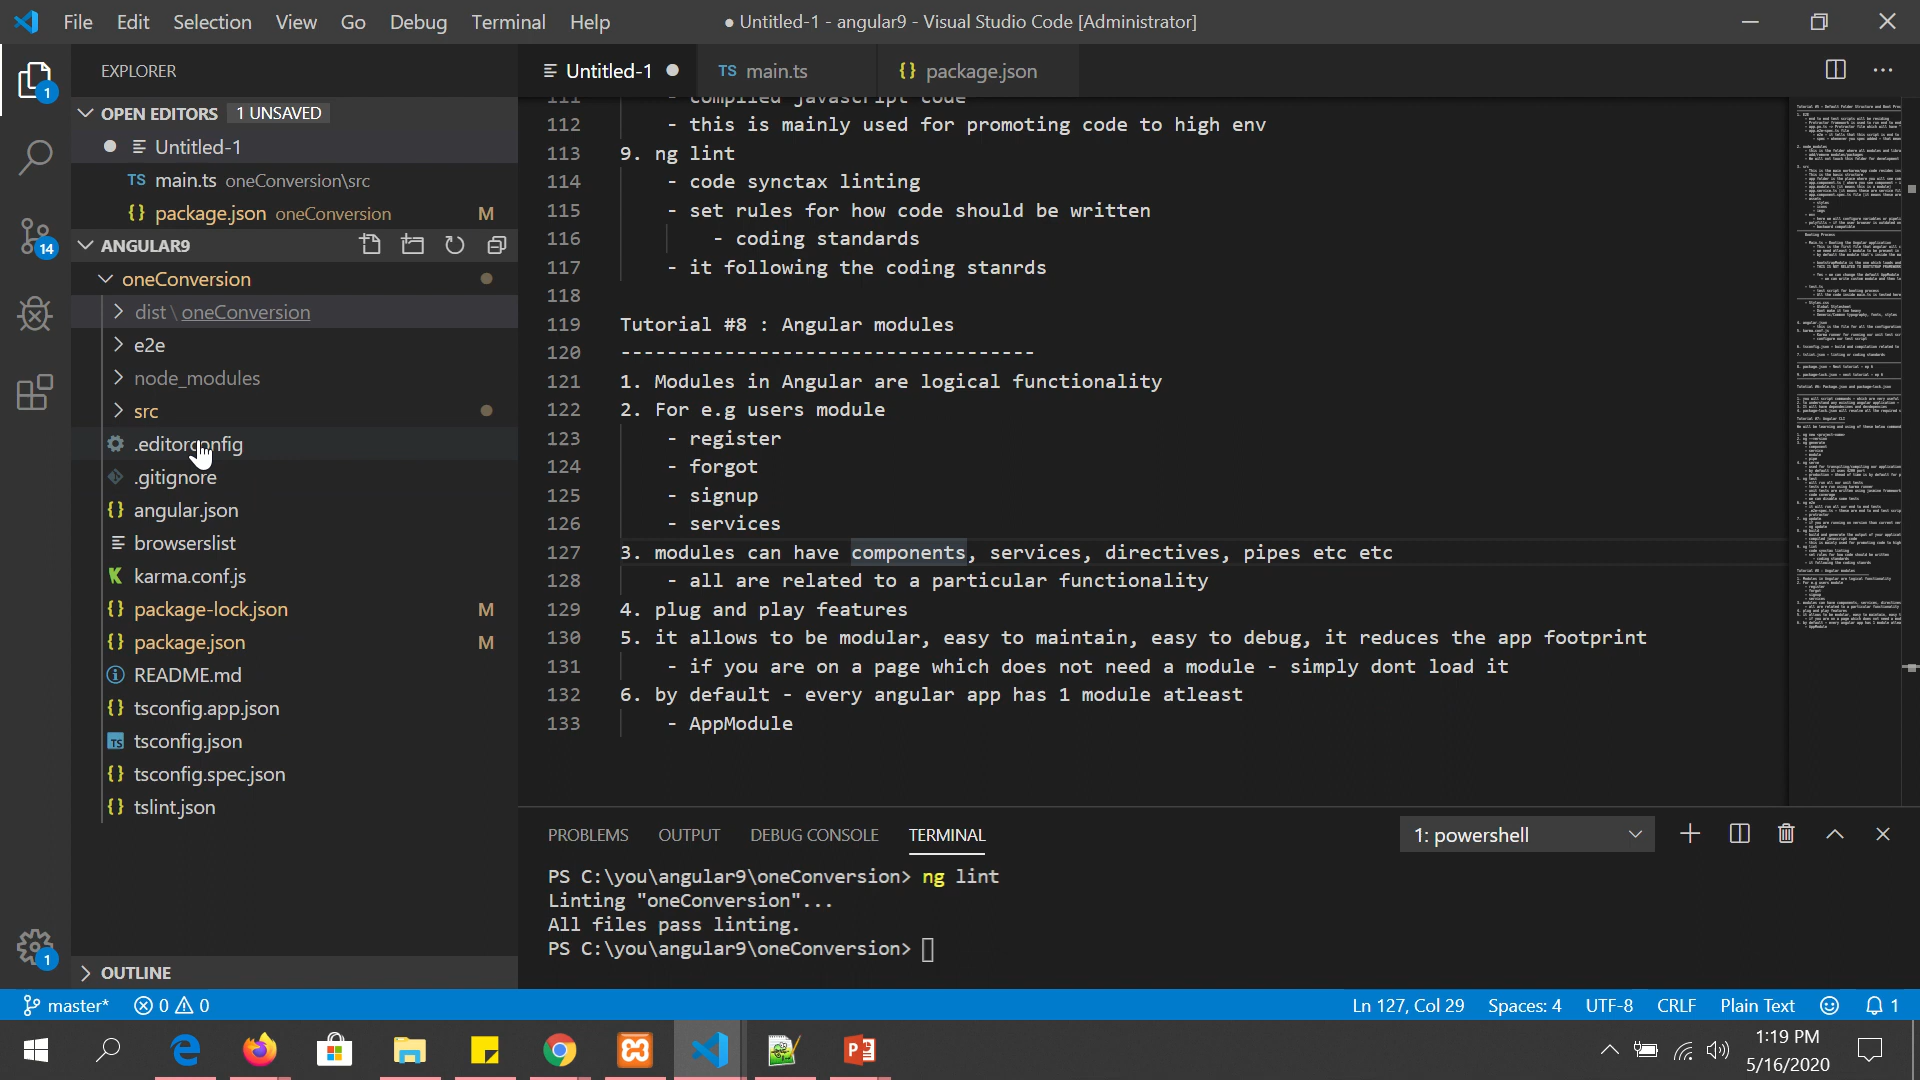 File Edit Selection View Go Debug Terminal Help ● Untitled-1 - angular9 - Visual Studio Code [Administrator]
EXPLORER
OPEN EDITORS 1 UNSAVED
Untitled-1
TS main.ts oneConversion\src
{} package.json oneConversion M
ANGULAR9
oneConversion
dist \ oneConversion
e2e
node_modules
src
.editorconfig
.gitignore
{} angular.json
browserslist
karma.conf.js
{} package-lock.json M
{} package.json M
README.md
{} tsconfig.app.json
TS tsconfig.json
{} tsconfig.spec.json
{} tslint.json
OUTLINE
1
14
1
Untitled-1 ● TS main.ts {} package.json
111 - compiled javascript code
112 - this is mainly used for promoting code to high env
113 9. ng lint
114 - code synctax linting
115 - set rules for how code should be written
116 - coding standards
117 - it following the coding stanrds
118
119 Tutorial #8 : Angular modules
120 ------------------------------------
121 1. Modules in Angular are logical functionality
122 2. For e.g users module
123 - register
124 - forgot
125 - signup
126 - services
127 3. modules can have components, services, directives, pipes etc etc
128 - all are related to a particular functionality
129 4. plug and play features
130 5. it allows to be modular, easy to maintain, easy to debug, it reduces the app footprint
131 - if you are on a page which does not need a module - simply dont load it
132 6. by default - every angular app has 1 module atleast
133 - AppModule
PROBLEMS OUTPUT DEBUG CONSOLE TERMINAL 1: powershell
PS C:\you\angular9\oneConversion> ng lint
Linting "oneConversion"...
All files pass linting.
PS C:\you\angular9\oneConversion>
master* 0 0 Ln 127, Col 29 Spaces: 4 UTF-8 CRLF Plain Text 1
1:19 PM
5/16/2020